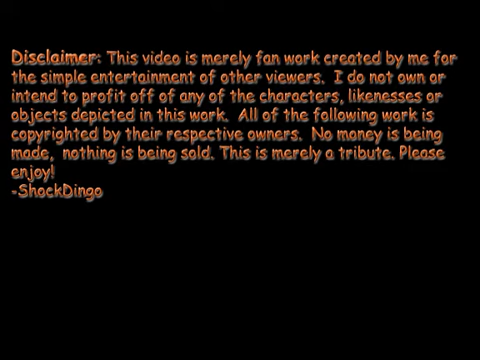 Disclaimer: This video is merely fan work created by me for
the simple entertainment of other viewers. I do not own or
intend to profit off of any of the characters, likenesses or
objects depicted in this work. All of the following work is
copyrighted by their respective owners. No money is being
made, nothing is being sold. This is merely a tribute. Please
enjoy!
-ShockDingo